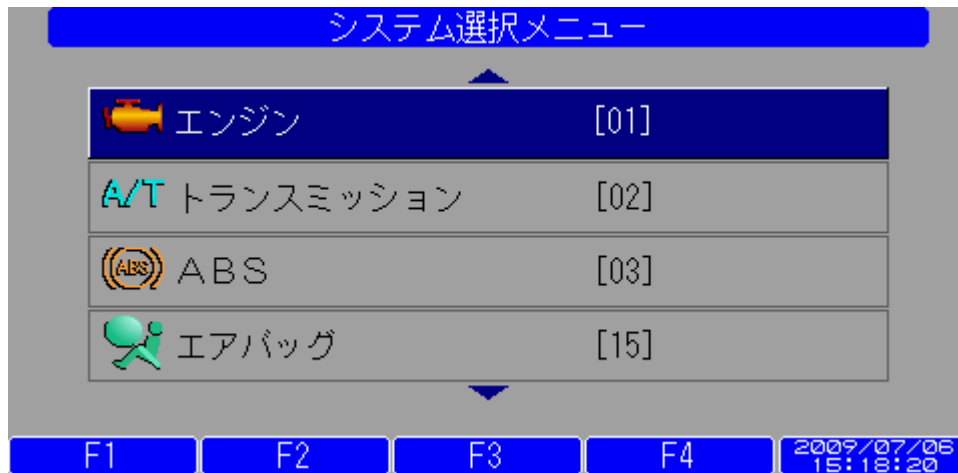 システム選択メニュー
エンジン [01]
A/T トランスミッション [02]
(ABS) ＡＢＳ [03]
エアバッグ [15]
F1 F2 F3 F4 2009/07/06
15:18:20